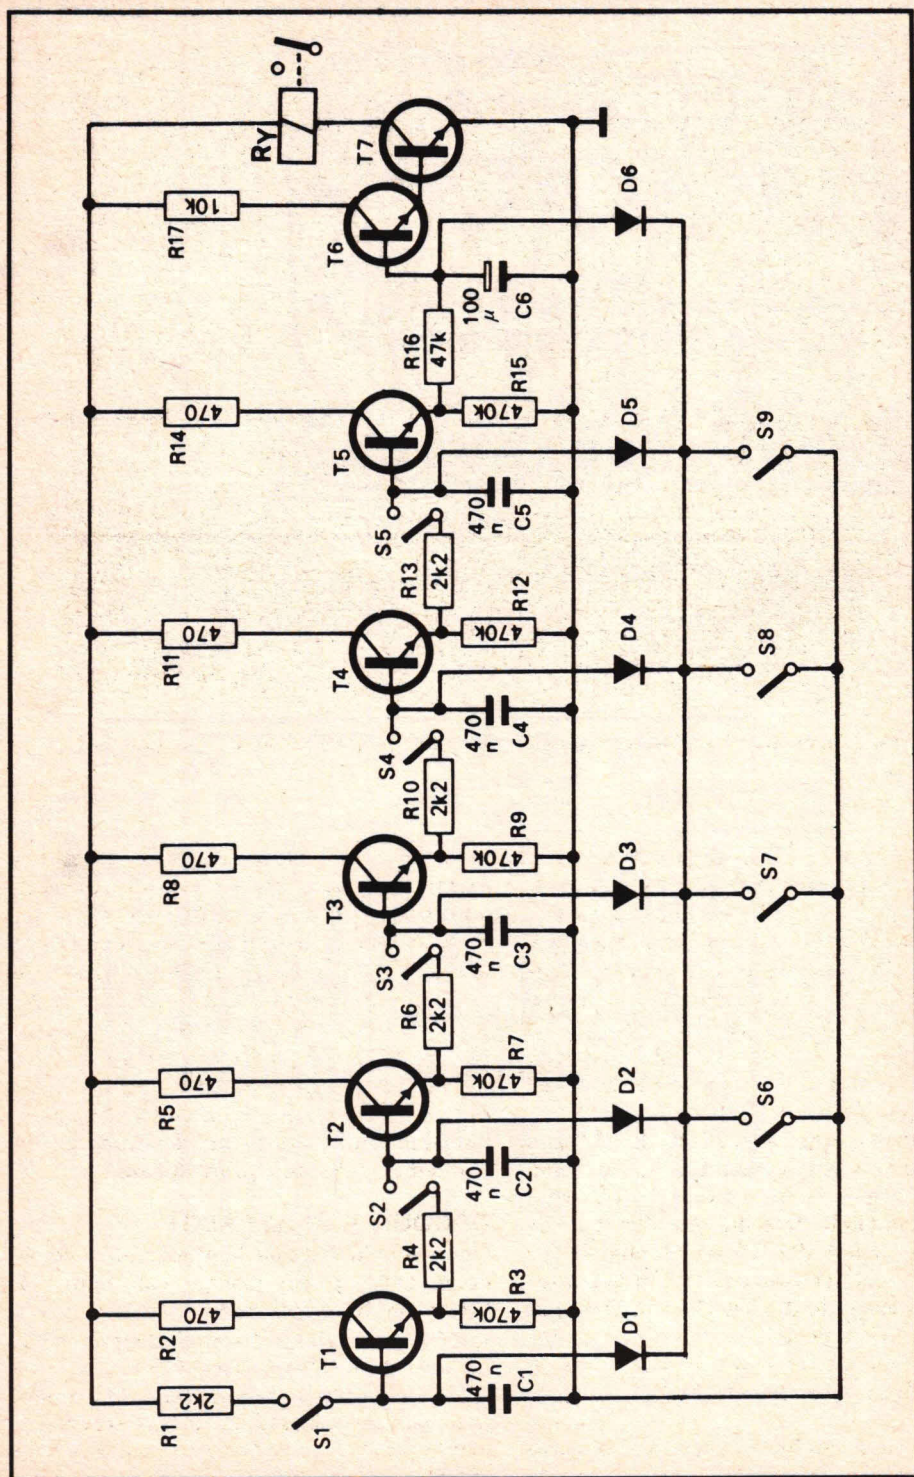 R1
2k2
S1
R2
470
T1
470
n
C1
D1
R3
470k
R4
2k2
S2
R5
470
T2
470
n
C2
D2
R7
470k
R6
2k2
S3
S6
R8
470
T3
470
n
C3
D3
R9
470k
R10
2k2
S4
S7
R11
470
T4
470
n
C4
D4
R12
470k
R13
2k2
S5
S8
R14
470
T5
470
n
C5
D5
R15
470k
R16
47k
S9
R17
10k
T6
100
µ
C6
D6
RY
T7